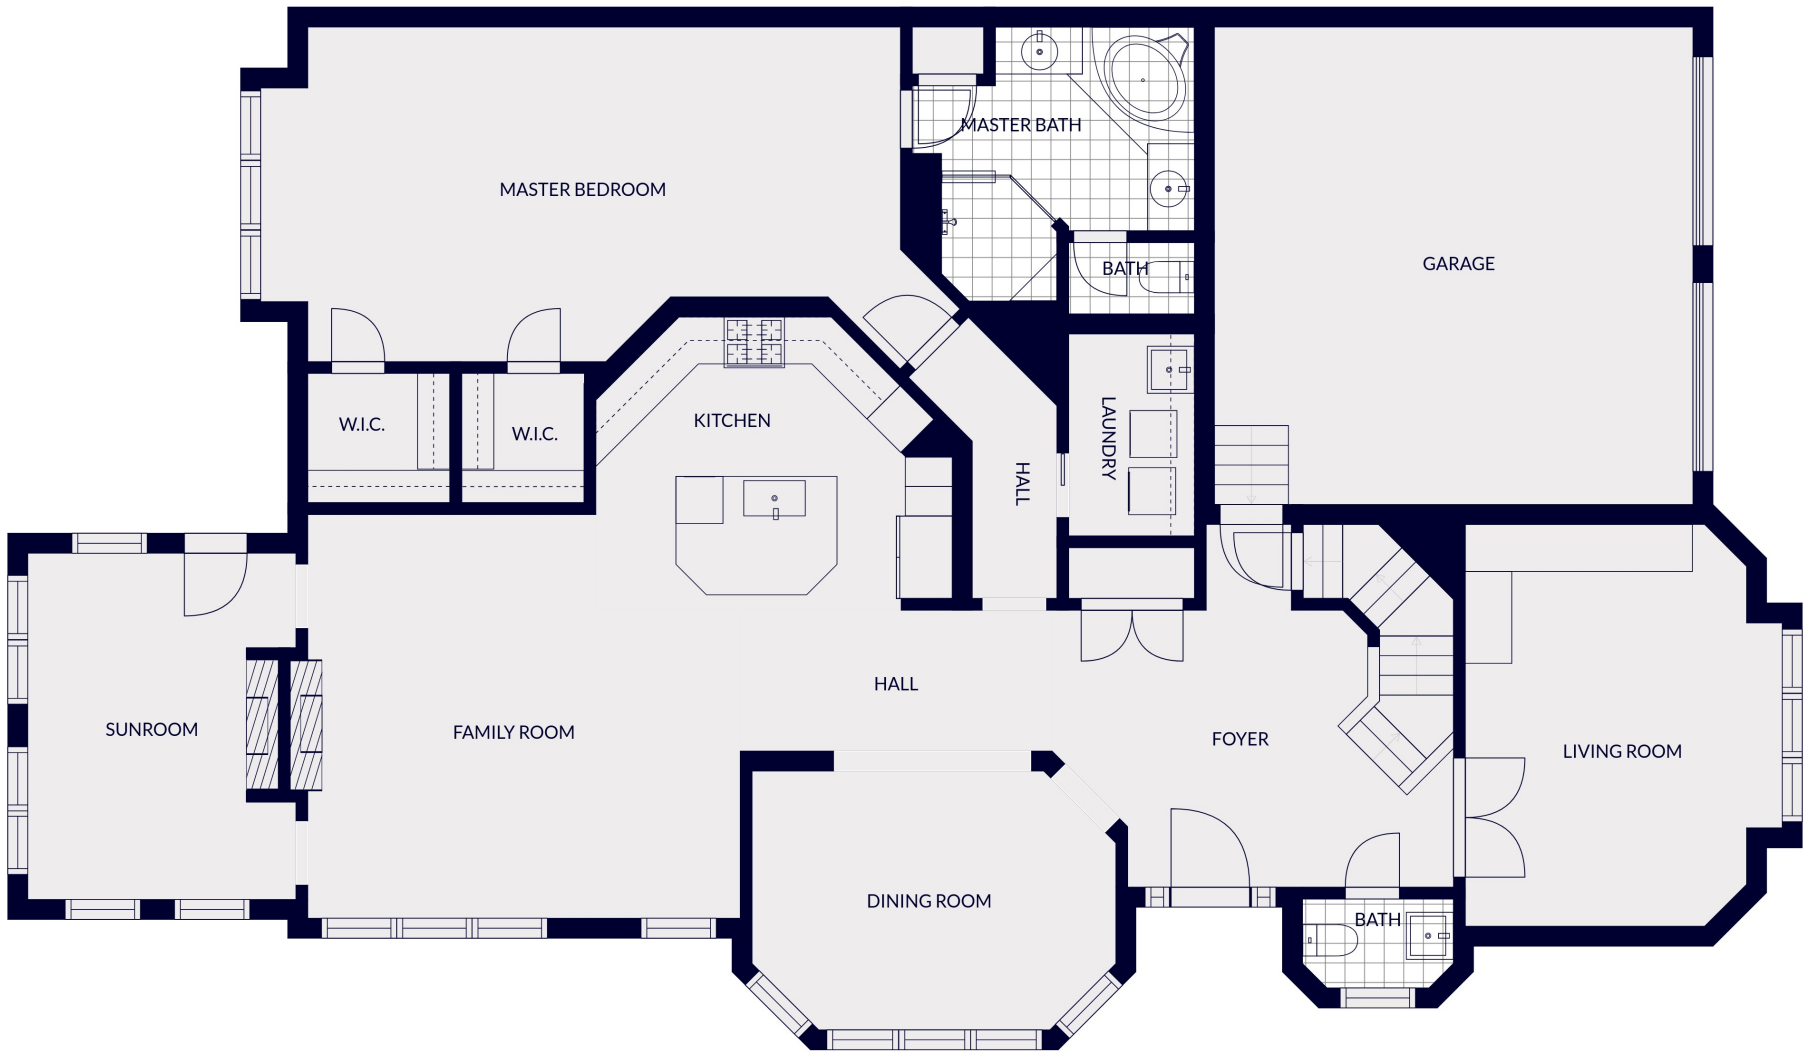 MASTER BATH
MASTER BEDROOM
GARAGE
BATH
W.I.C.
W.I.C.
KITCHEN
LAUNDRY
HALL
HALL
SUNROOM
FAMILY ROOM
FOYER
LIVING ROOM
DINING ROOM
BATH